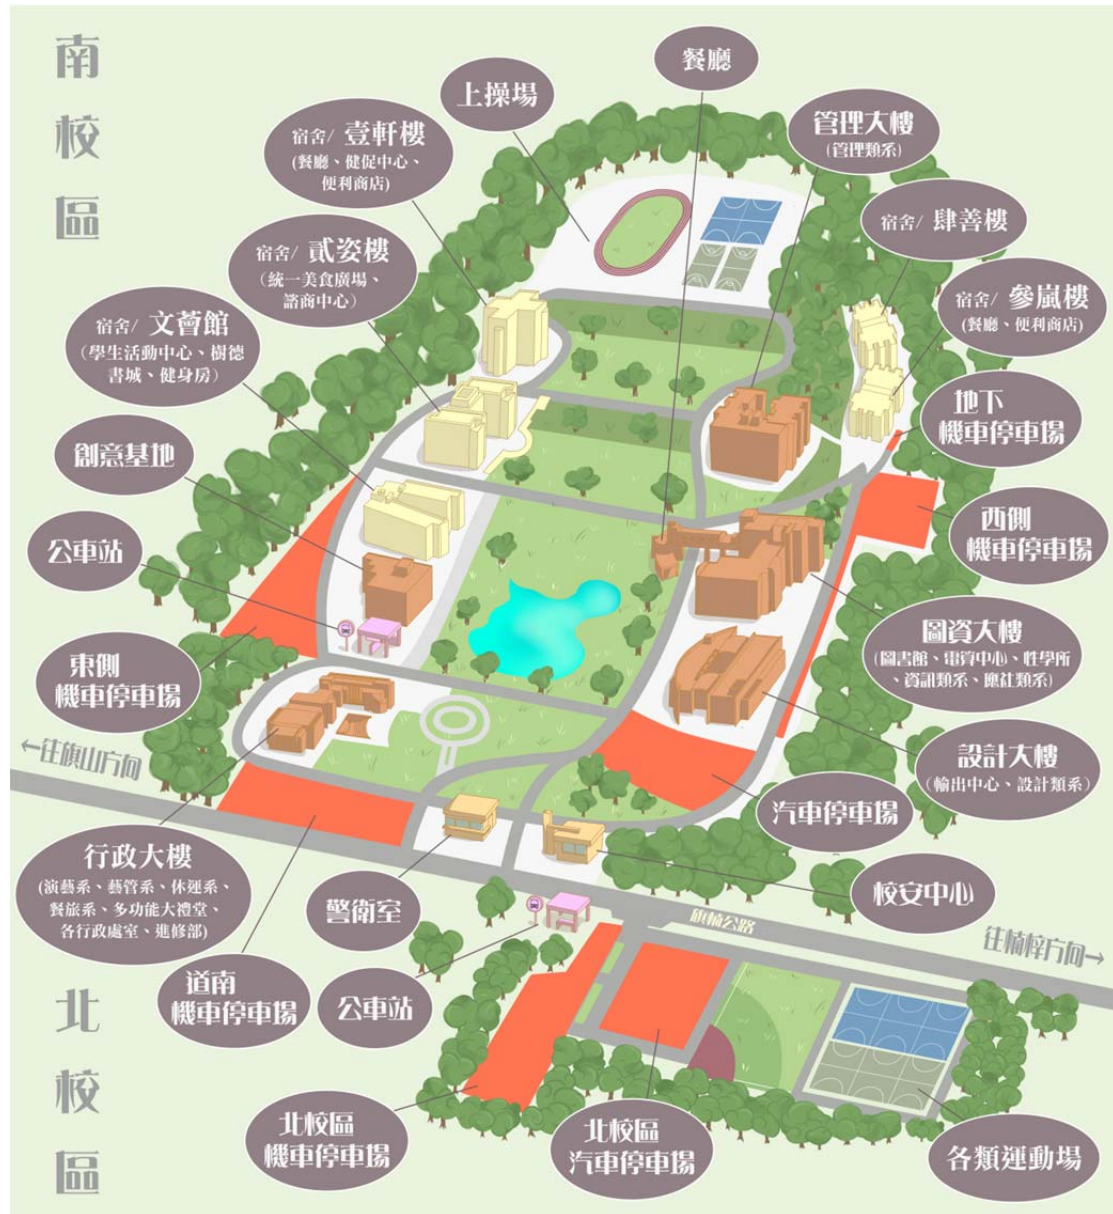 南
校
區
餐廳
上操場
管理大樓
(管理類系)
宿舍/ 壹軒樓
(餐廳、健促中心、
便利商店)
宿舍/ 肆善樓
宿舍/ 貳姿樓
(統一美食廣場、
諮商中心)
宿舍/ 參嵐樓
(餐廳、便利商店)
宿舍/ 文薈館
(學生活動中心、樹德
書城、健身房)
地下
機車停車場
創意基地
西側
機車停車場
公車站
圖資大樓
(圖書館、電算中心、性學所
、資訊類系、應社類系)
東側
機車停車場
←往旗山方向
設計大樓
(輸出中心、設計類系)
汽車停車場
行政大樓
(演藝系、藝管系、休運系、
餐旅系、多功能大禮堂、
各行政處室、進修部)
警衛室
校安中心
旗楠公路
往楠梓方向→
道南
機車停車場
公車站
北
校
區
北校區
機車停車場
北校區
汽車停車場
各類運動場